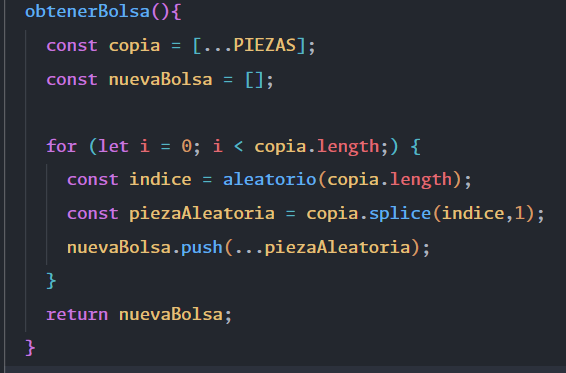 obtenerBolsa(){
const copia = [...PIEZAS];
const nuevaBolsa = [];
for (let i = 0; i < copia.length;) {
const indice = aleatorio(copia.length);
const piezaAleatoria = copia.splice(indice,1);
nuevaBolsa.push(...piezaAleatoria);
}
return nuevaBolsa;
}